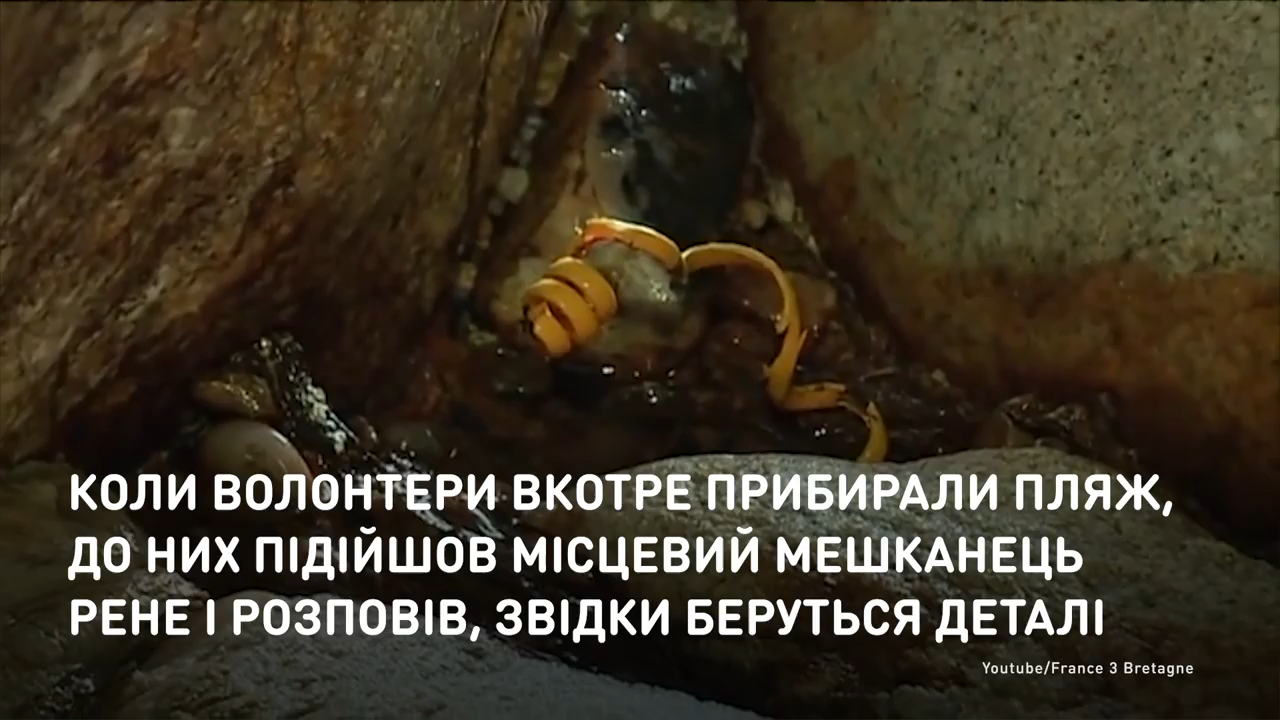 КОЛИ ВОЛОНТЕРИ ВКОТРЕ ПРИБИРАЛИ ПЛЯЖ,
ДО НИХ ПІДІЙШОВ МІСЦЕВИЙ МЕШКАНЕЦЬ
РЕНЕ І РОЗПОВІВ, ЗВІДКИ БЕРУТЬСЯ ДЕТАЛІ
Youtube/France 3 Bretagne